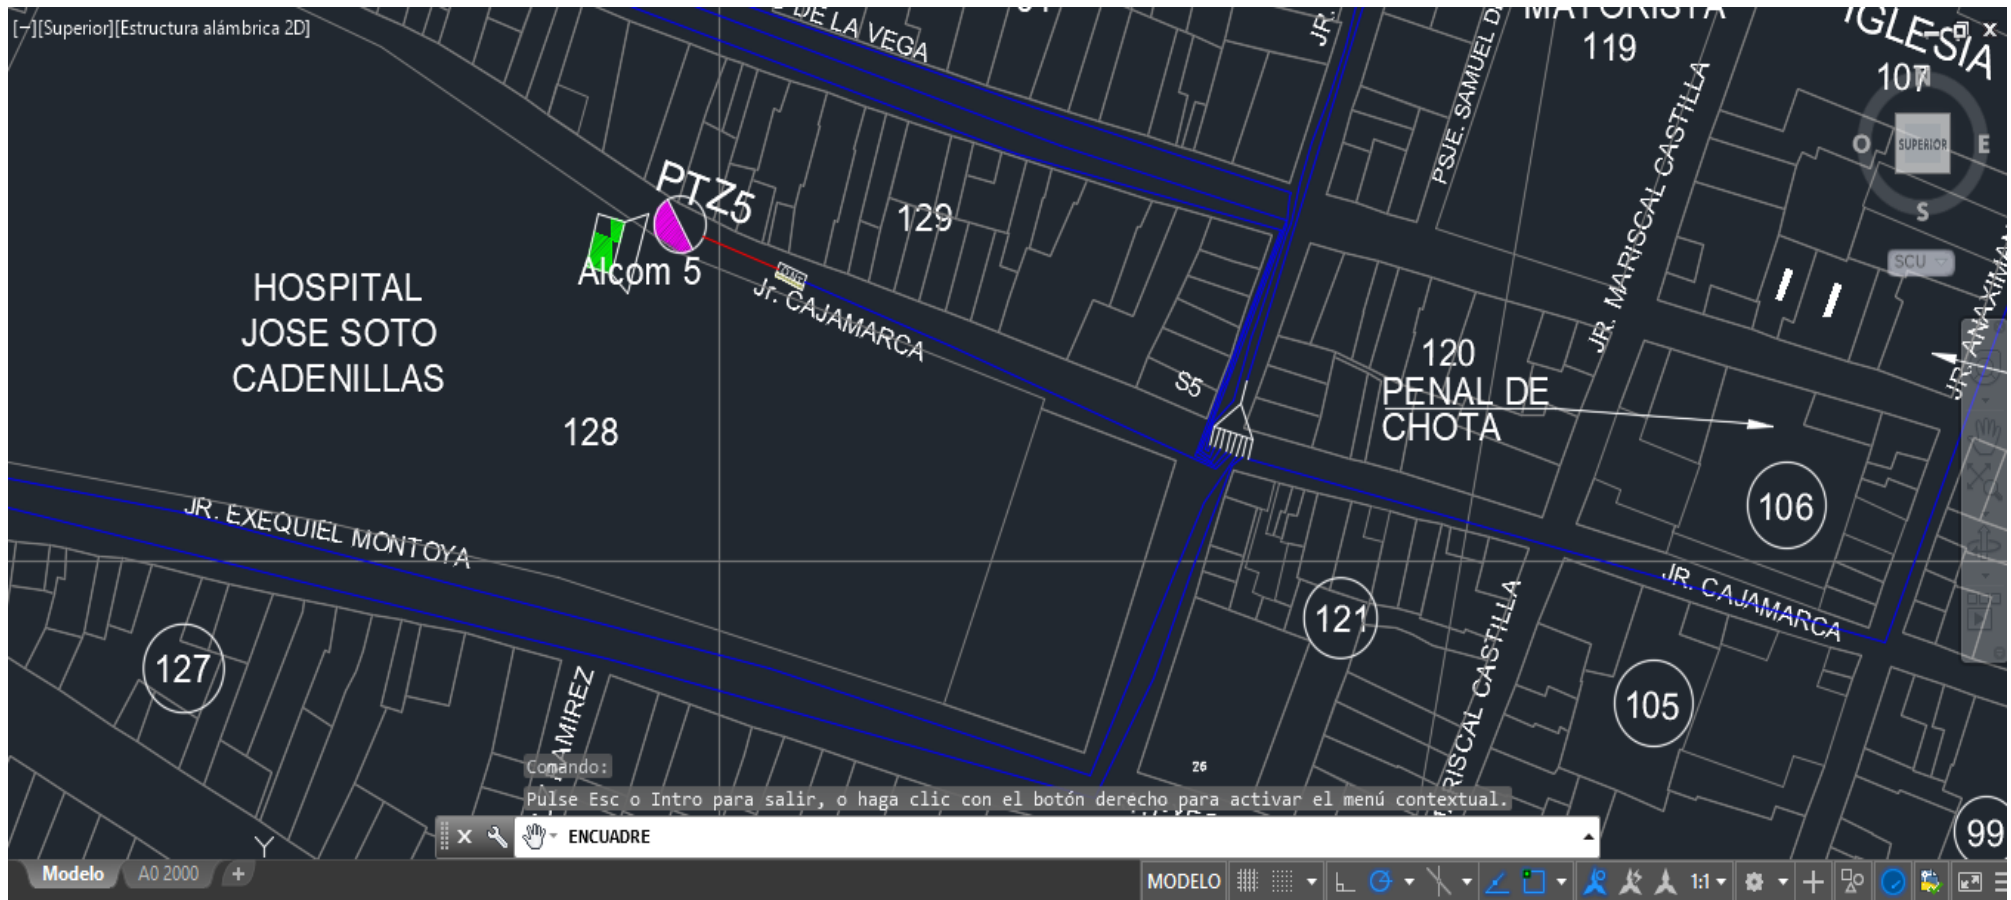 [−][Superior][Estructura alámbrica 2D]
DE LA VEGA
JR.
PSJE. SAMUEL
MAYORISTA
119
IGLESIA
107
JR. MARISCAL CASTILLA
O
SUPERIOR
E
S
SCU
PTZ5
129
Alcom 5
ONT
Jr. CAJAMARCA
HOSPITAL
JOSE SOTO
CADENILLAS
128
S5
120
PENAL DE
CHOTA
106
JR. EXEQUIEL MONTOYA
JR. CAJAMARCA
121
127
105
26
99
Comando:
Pulse Esc o Intro para salir, o haga clic con el botón derecho para activar el menú contextual.
ENCUADRE
Y
Modelo
A0 2000
+
MODELO
1:1